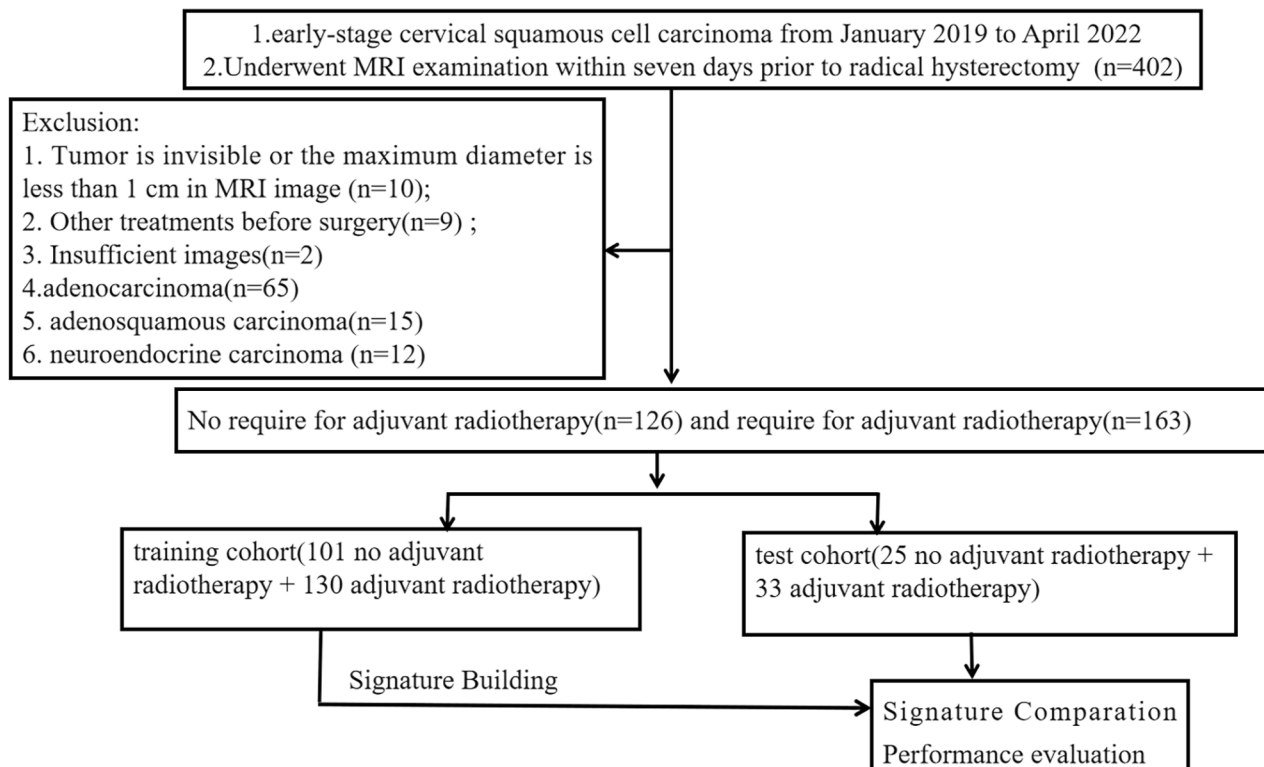 1.early-stage cervical squamous cell carcinoma from January 2019 to April 2022
2.Underwent MRI examination within seven days prior to radical hysterectomy (n=402)
Exclusion:
1. Tumor is invisible or the maximum diameter is
less than 1 cm in MRI image (n=10);
2. Other treatments before surgery(n=9) ;
3. Insufficient images(n=2)
4.adenocarcinoma(n=65)
5. adenosquamous carcinoma(n=15)
6. neuroendocrine carcinoma (n=12)
No require for adjuvant radiotherapy(n=126) and require for adjuvant radiotherapy(n=163)
training cohort(101 no adjuvant
radiotherapy + 130 adjuvant radiotherapy)
test cohort(25 no adjuvant radiotherapy +
33 adjuvant radiotherapy)
Signature Building
Signature Comparation
Performance evaluation